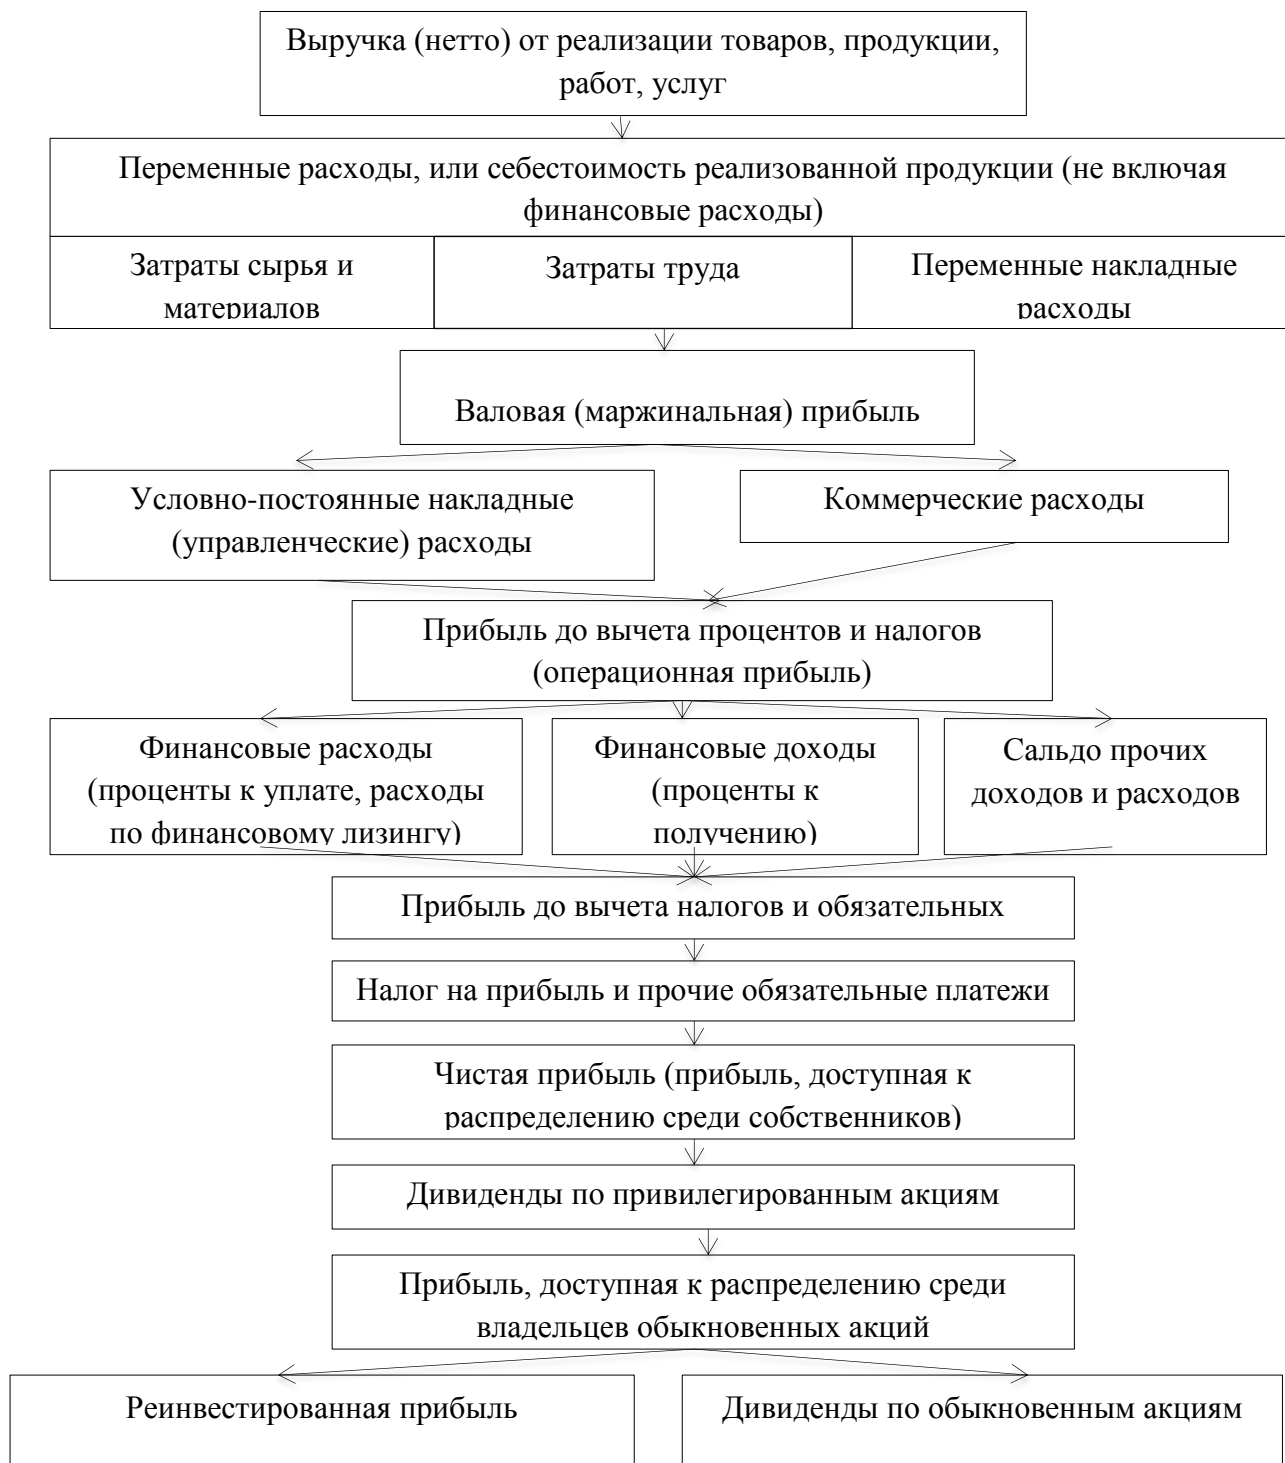 Выручка (нетто) от реализации товаров, продукции,
работ, услуг
Переменные расходы, или себестоимость реализованной продукции (не включая
финансовые расходы)
Затраты сырья и
материалов
Затраты труда
Переменные накладные
расходы
Валовая (маржинальная) прибыль
Условно-постоянные накладные
(управленческие) расходы
Коммерческие расходы
Прибыль до вычета процентов и налогов
(операционная прибыль)
Финансовые расходы
(проценты к уплате, расходы
по финансовому лизингу)
Финансовые доходы
(проценты к
получению)
Сальдо прочих
доходов и расходов
Прибыль до вычета налогов и обязательных
Налог на прибыль и прочие обязательные платежи
Чистая прибыль (прибыль, доступная к
распределению среди собственников)
Дивиденды по привилегированным акциям
Прибыль, доступная к распределению среди
владельцев обыкновенных акций
Реинвестированная прибыль
Дивиденды по обыкновенным акциям